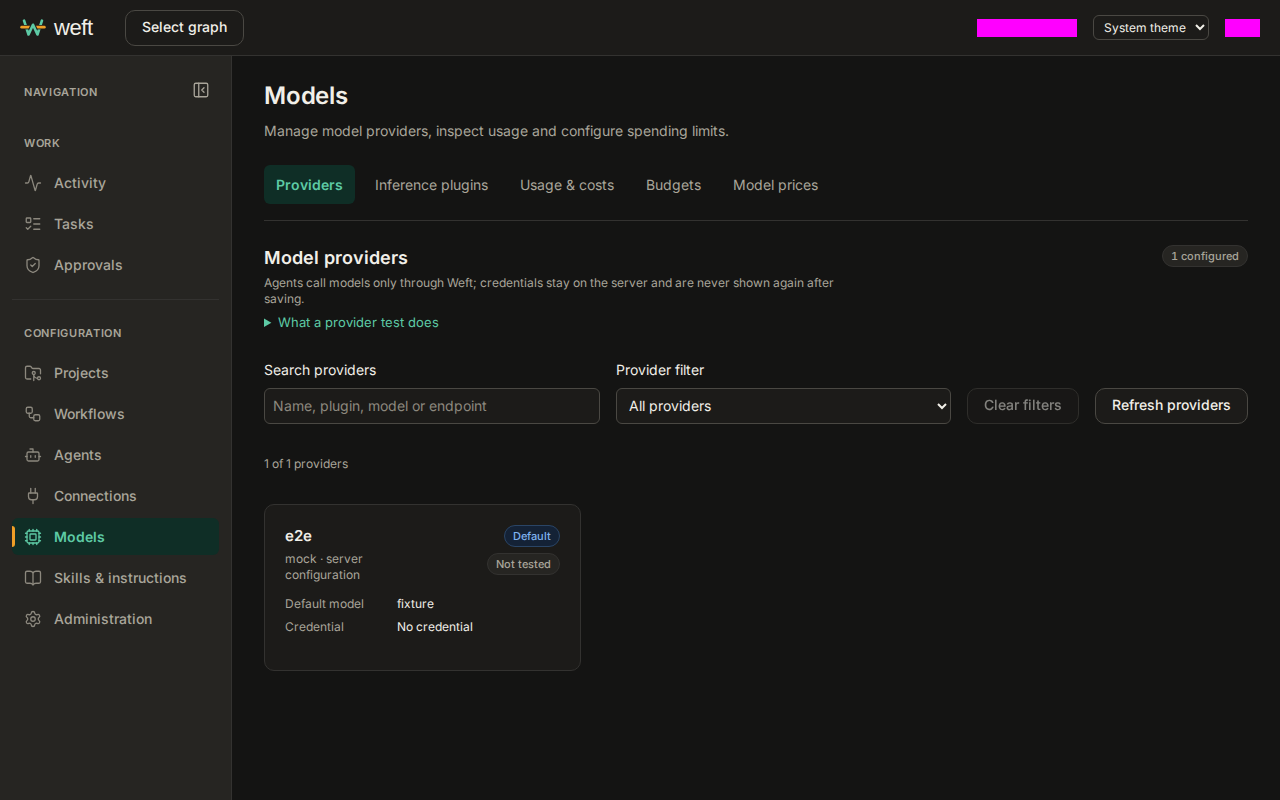 weft
Select graph
System theme
NAVIGATION
WORK
Activity
Tasks
Approvals
CONFIGURATION
Projects
Workflows
Agents
Connections
Models
Skills & instructions
Administration
Models
Manage model providers, inspect usage and configure spending limits.
Providers
Inference plugins
Usage & costs
Budgets
Model prices
Model providers
1 configured
Agents call models only through Weft; credentials stay on the server and are never shown again after
saving.
What a provider test does
Search providers
Provider filter
Name, plugin, model or endpoint
All providers
Clear filters
Refresh providers
1 of 1 providers
e2e
Default
mock · server
configuration
Not tested
Default model
fixture
Credential
No credential